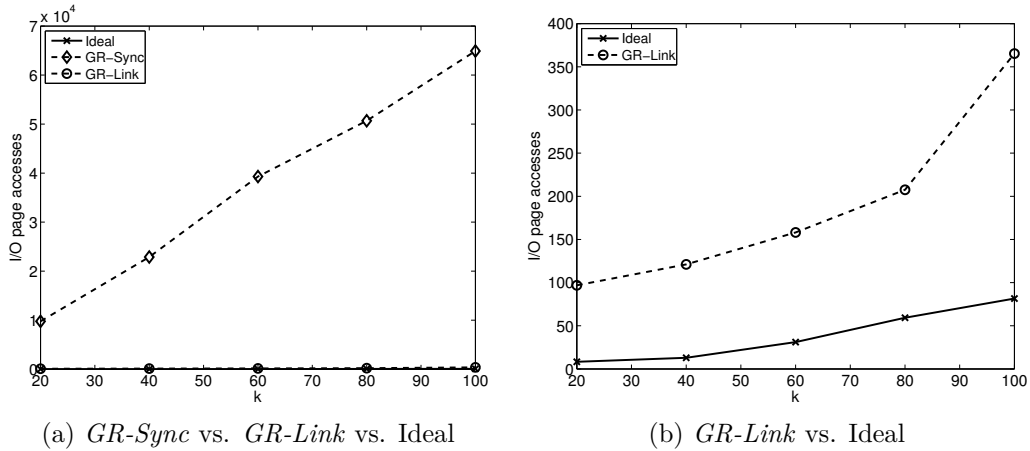 x 10^4
7
6
5
4
3
2
1
0
I/O page accesses
Ideal
GR−Sync
GR−Link
20 30 40 50 60 70 80 90 100
k
(a) GR-Sync vs. GR-Link vs. Ideal
400
350
300
250
200
150
100
50
0
I/O page accesses
Ideal
GR−Link
20 30 40 50 60 70 80 90 100
k
(b) GR-Link vs. Ideal